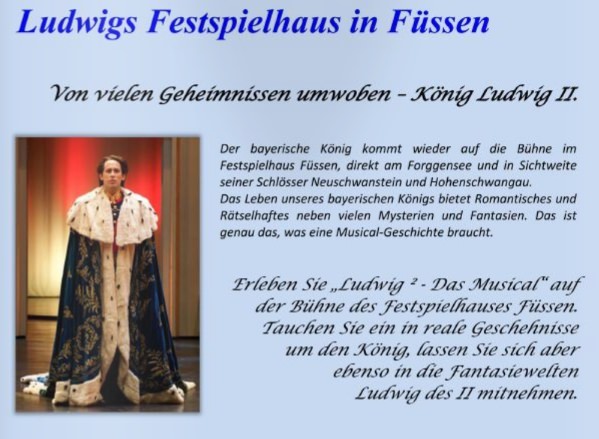 Ludwigs Festspielhaus in Füssen
Von vielen Geheimnissen umwoben – König Ludwig II.
Der bayerische König kommt wieder auf die Bühne im
Festspielhaus Füssen, direkt am Forggensee und in Sichtweite
seiner Schlösser Neuschwanstein und Hohenschwangau.
Das Leben unseres bayerischen Königs bietet Romantisches und
Rätselhaftes neben vielen Mysterien und Fantasien. Das ist
genau das, was eine Musical-Geschichte braucht.
Erleben Sie „Ludwig ² - Das Musical“ auf
der Bühne des Festspielhauses Füssen.
Tauchen Sie ein in reale Geschehnisse
um den König, lassen Sie sich aber
ebenso in die Fantasiewelten
Ludwig des II mitnehmen.